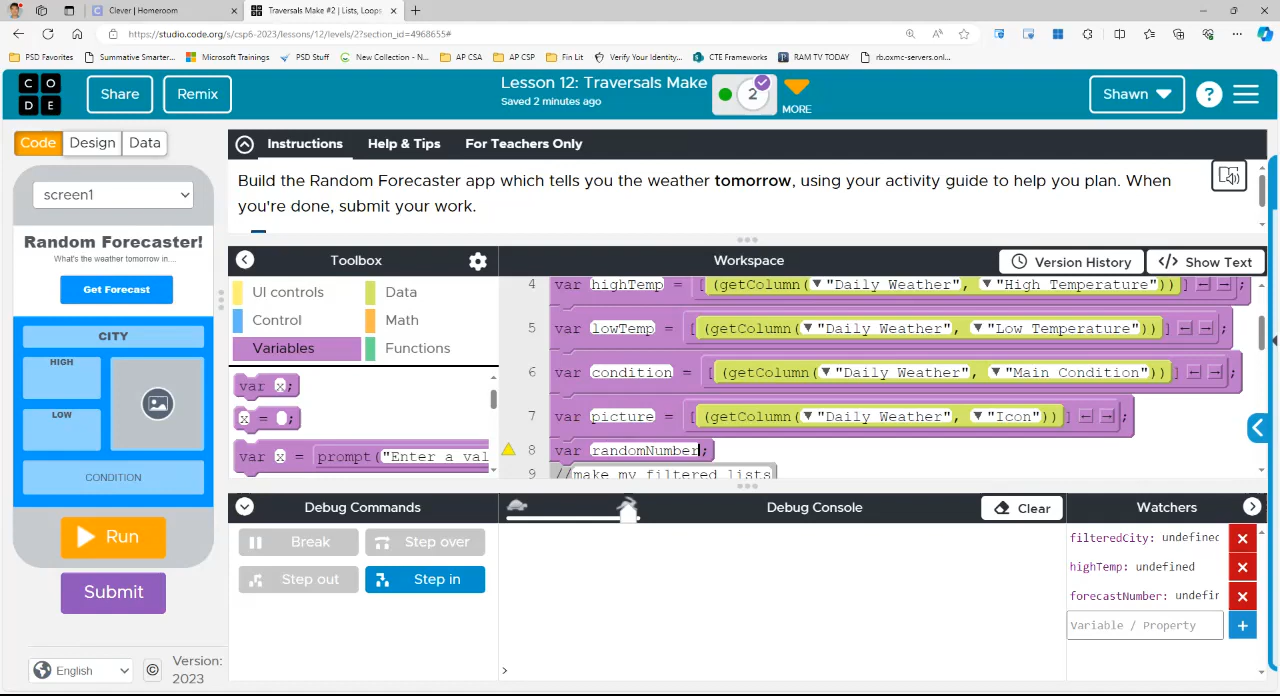 Clever | Homeroom
Traversals Make #2 | Lists, Loops
https://studio.code.org/s/csp6-2023/lessons/12/levels/2?section_id=4968655#
PSD Favorites
Summative Smarter...
Microsoft Trainings
PSD Stuff
New Collection - N...
AP CSA
AP CSP
Fin Lit
Verify Your Identity...
CTE Frameworks
RAM TV TODAY
rb.oxmc-servers.onl...
CODE
Share
Remix
Lesson 12: Traversals Make
Saved 2 minutes ago
2
MORE
Shawn
?
Code
Design
Data
Instructions
Help & Tips
For Teachers Only
Build the Random Forecaster app which tells you the weather tomorrow, using your activity guide to help you plan. When
you're done, submit your work.
screen1
Random Forecaster!
What's the weather tomorrow in....
Get Forecast
CITY
HIGH
LOW
CONDITION
Run
Submit
English
©
Version:
2023
Toolbox
Workspace
Version History
</> Show Text
UI controls
Data
Control
Math
Variables
Functions
var x;
x = ;
var x = prompt("Enter a val
4 var highTemp = [(getColumn("Daily Weather", "High Temperature"))];
5 var lowTemp = [(getColumn("Daily Weather", "Low Temperature"))];
6 var condition = [(getColumn("Daily Weather", "Main Condition"))];
7 var picture = [(getColumn("Daily Weather", "Icon"))];
8 var randomNumber;
9 //make my filtered lists
Debug Commands
Debug Console
Clear
Watchers
Break
Step over
Step out
Step in
filteredCity: undefined
highTemp: undefined
forecastNumber: undefin
Variable / Property
+
>